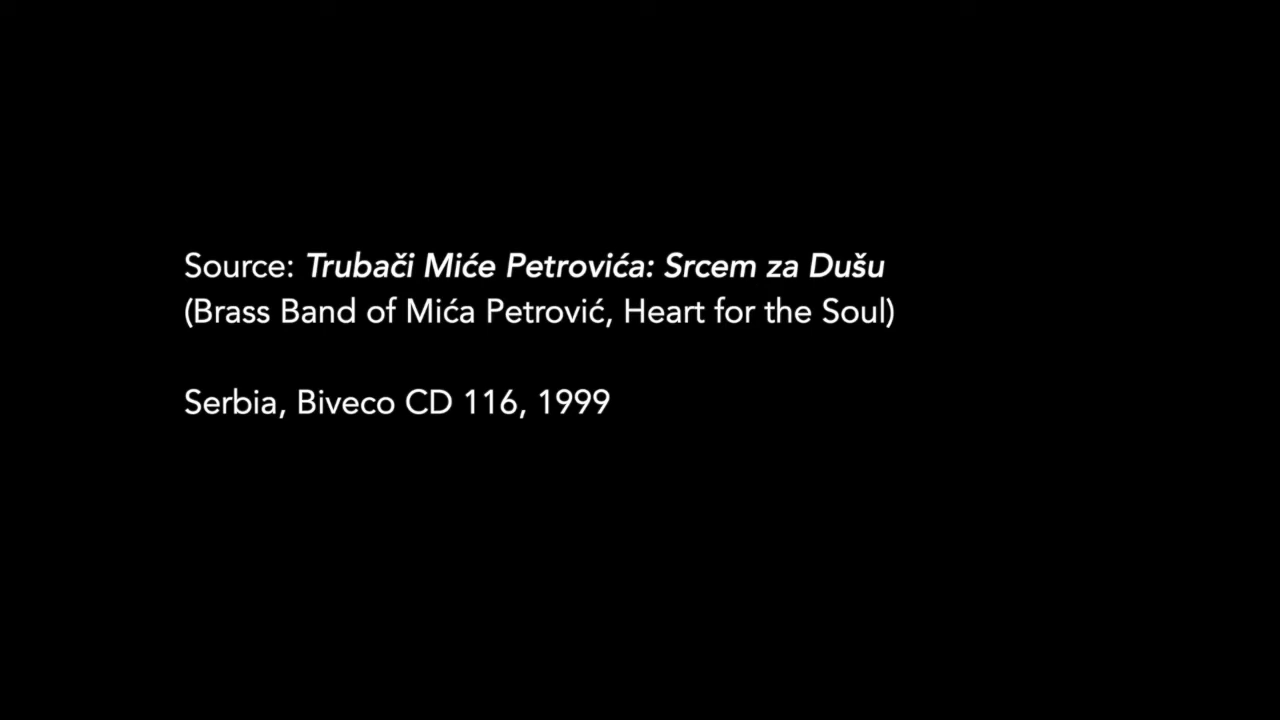 Source: Trubači Miće Petrovića: Srcem za Dušu
(Brass Band of Mića Petrović, Heart for the Soul)
Serbia, Biveco CD 116, 1999